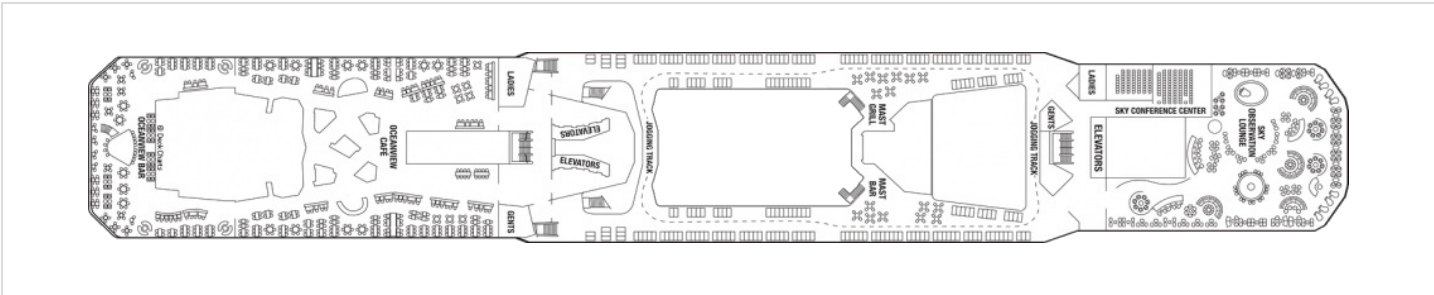 OCEANVIEW BAR
© Deck Charts
OCEANVIEW
CAFÉ
LADIES
GENTS
ELEVATORS
ELEVATORS
JOGGING TRACK
MAST
GRILL
MAST
BAR
JOGGING TRACK
GENTS
LADIES
SKY CONFERENCE CENTER
ELEVATORS
SKY
OBSERVATION
LOUNGE